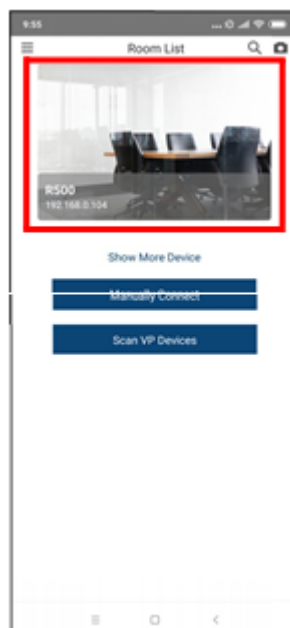 9:55
Room List
R500
192.168.0.104
Show More Device
Manually Connect
Scan VP Devices